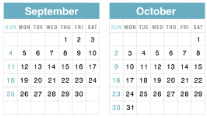 September
SUN MON TUE WED THU FRI SAT
1 2 3
4 5 6 7 8 9 10
11 12 13 14 15 16 17
18 19 20 21 22 23 24
25 26 27 28 29 30
October
SUN MON TUE WED THU FRI SAT
1
2 3 4 5 6 7 8
9 10 11 12 13 14 15
16 17 18 19 20 21 22
23 24 25 26 27 28 29
30 31